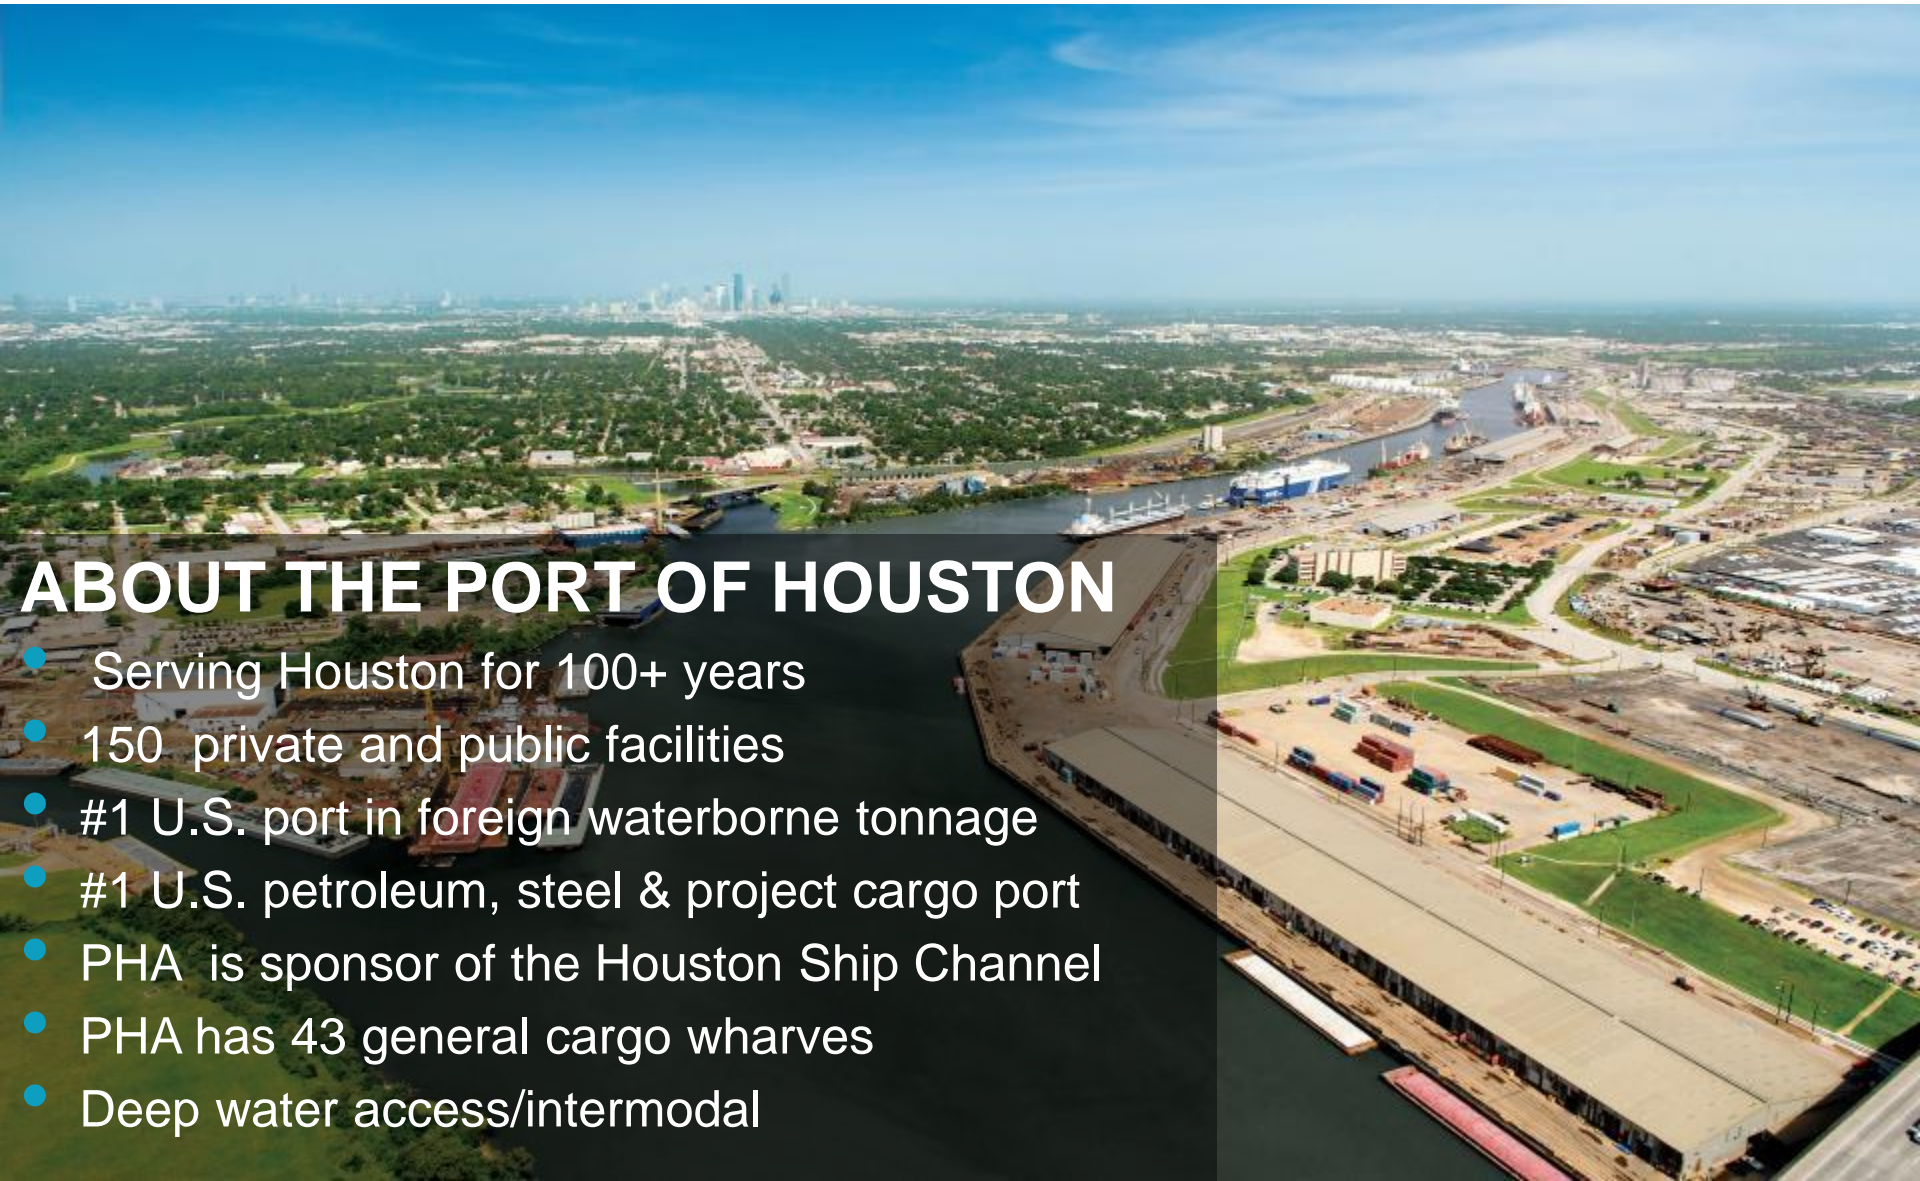 ABOUT THE PORT OF HOUSTON
• Serving Houston for 100+ years
• 150 private and public facilities
• #1 U.S. port in foreign waterborne tonnage
• #1 U.S. petroleum, steel & project cargo port
• PHA is sponsor of the Houston Ship Channel
• PHA has 43 general cargo wharves
• Deep water access/intermodal